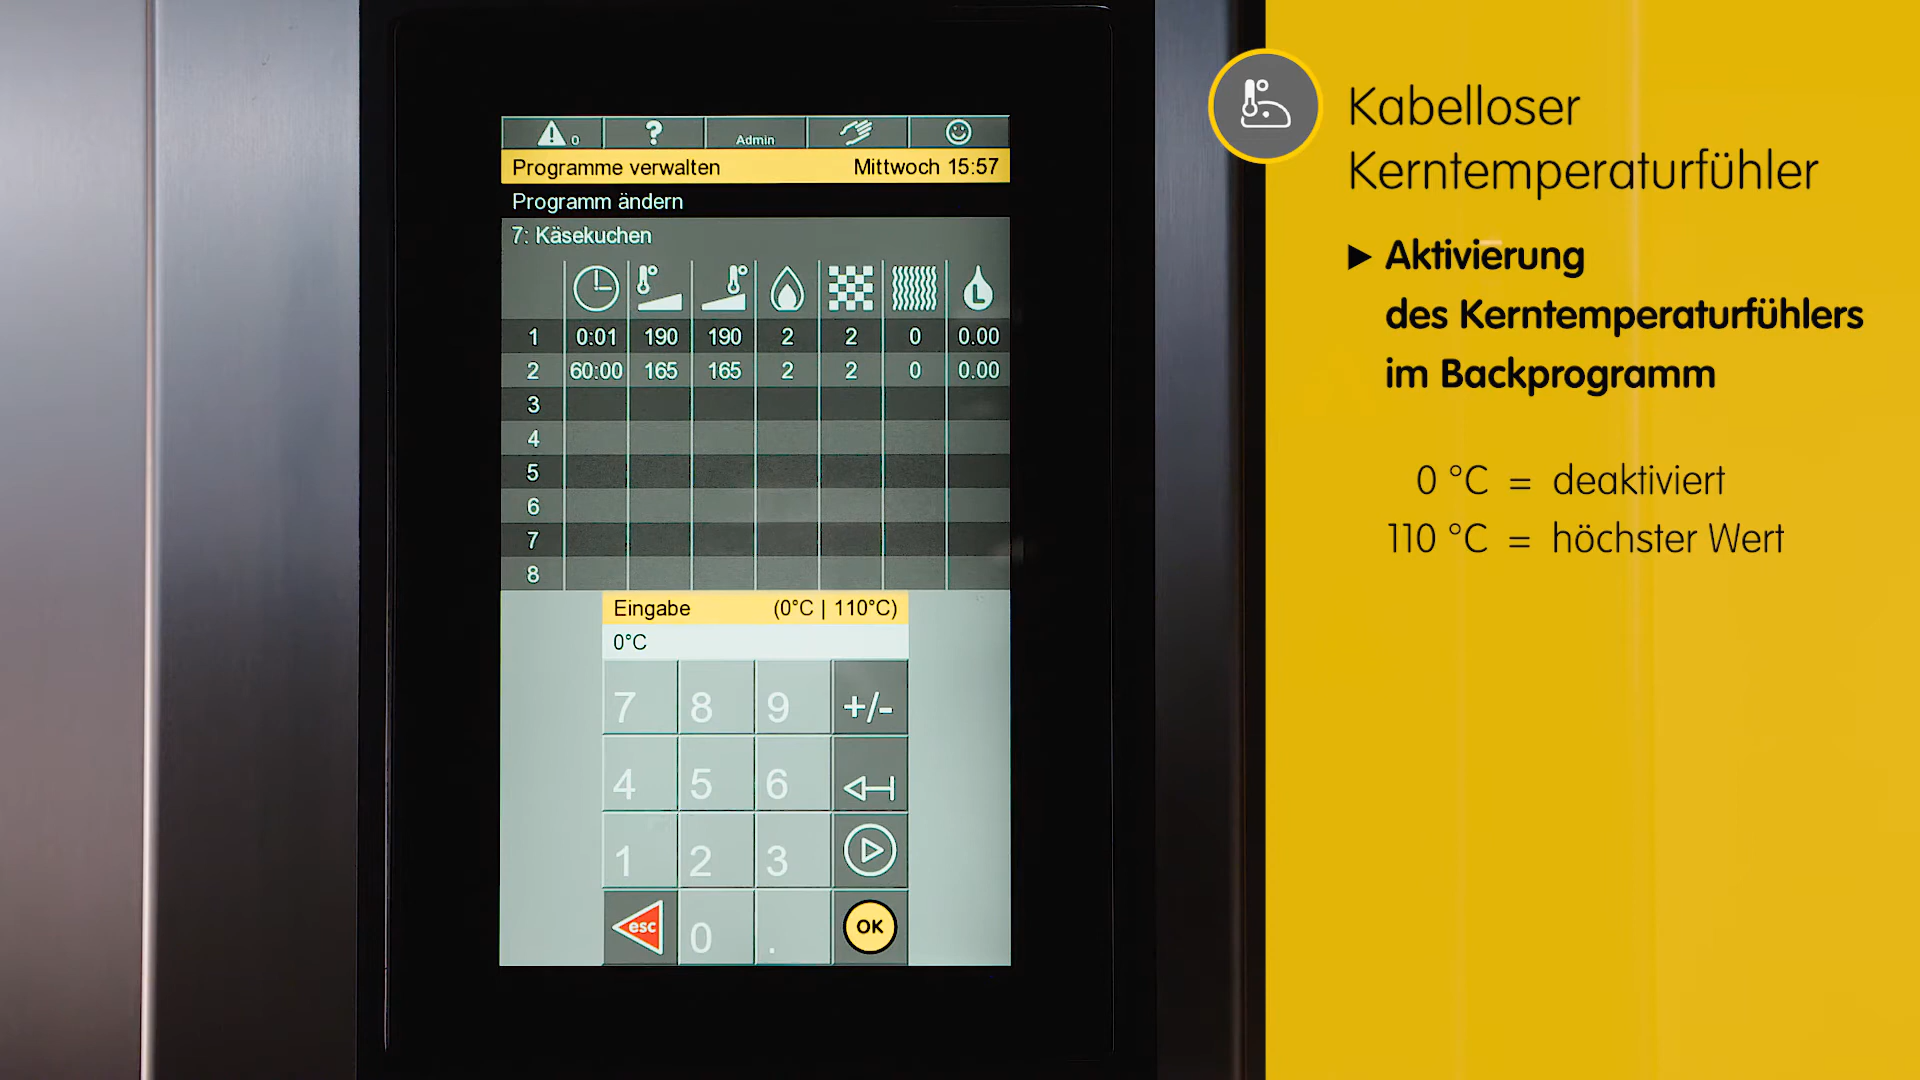 0
?
Admin
Programme verwalten Mittwoch 15:57
Programm ändern
7: Käsekuchen
L
1 0:01 190 190 2 2 0 0.00
2 60:00 165 165 2 2 0 0.00
3
4
5
6
7
8
Eingabe (0°C | 110°C)
0°C
7 8 9 +/-
4 5 6
1 2 3
esc 0 . OK
Kabelloser
Kerntemperaturfühler
▶ Aktivierung
des Kerntemperaturfühlers
im Backprogramm
0 °C = deaktiviert
110 °C = höchster Wert